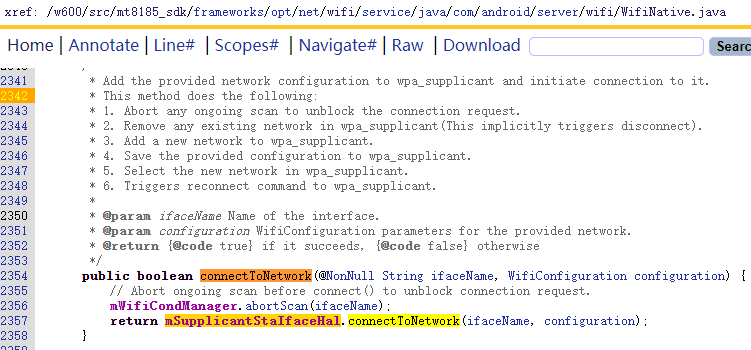 xref: /w600/src/mt8185_sdk/frameworks/opt/net/wifi/service/java/com/android/server/wifi/WifiNative.java
Home | Annotate | Line# | Scopes# | Navigate# | Raw | Download Searc
2341 * Add the provided network configuration to wpa_supplicant and initiate connection to it.
2342 * This method does the following:
2343 * 1. Abort any ongoing scan to unblock the connection request.
2344 * 2. Remove any existing network in wpa_supplicant(This implicitly triggers disconnect).
2345 * 3. Add a new network to wpa_supplicant.
2346 * 4. Save the provided configuration to wpa_supplicant.
2347 * 5. Select the new network in wpa_supplicant.
2348 * 6. Triggers reconnect command to wpa_supplicant.
2349 *
2350 * @param ifaceName Name of the interface.
2351 * @param configuration WifiConfiguration parameters for the provided network.
2352 * @return {@code true} if it succeeds, {@code false} otherwise
2353 */
2354 public boolean connectToNetwork(@NonNull String ifaceName, WifiConfiguration configuration) {
2355 // Abort ongoing scan before connect() to unblock connection request.
2356 mWifiCondManager.abortScan(ifaceName);
2357 return mSupplicantStaIfaceHal.connectToNetwork(ifaceName, configuration);
2358 }